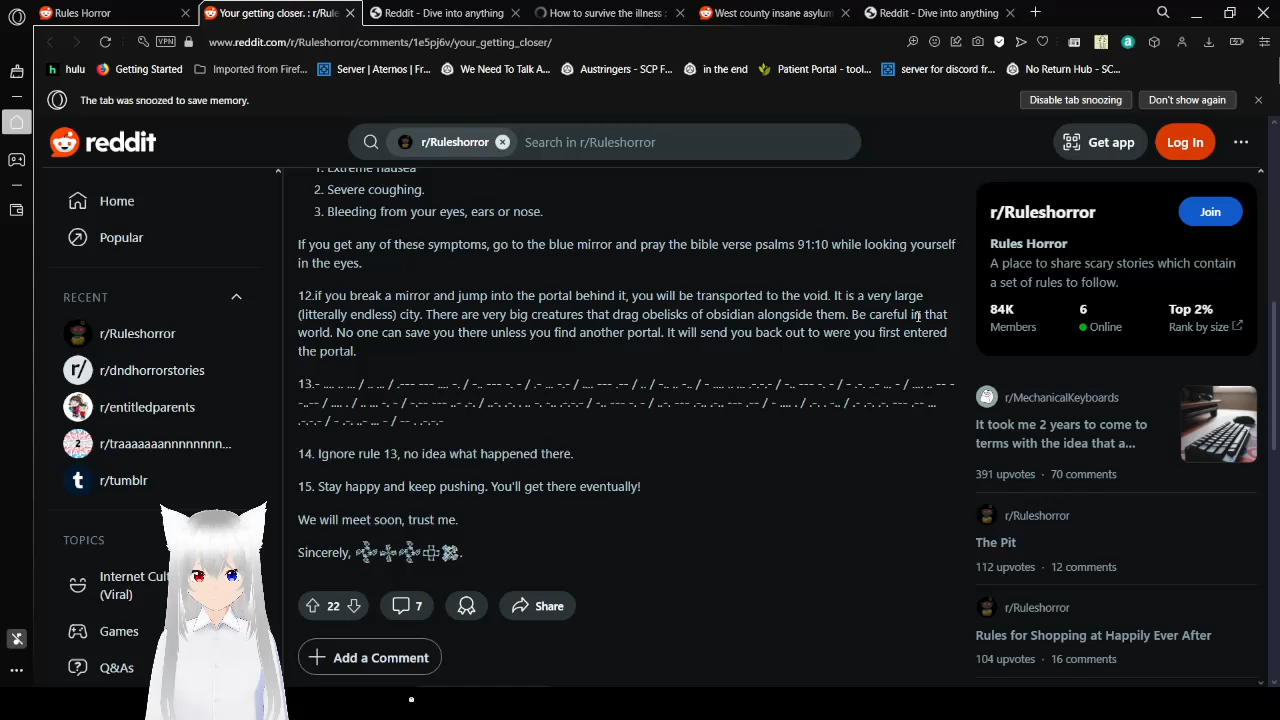 Rules Horror
Your getting closer. : r/Rule
Reddit - Dive into anything
How to survive the illness :
West county insane asylum
Reddit - Dive into anything
VPN
www.reddit.com/r/Ruleshorror/comments/1e5pj6v/your_getting_closer/
hulu
Getting Started
Imported from Firef...
Server | Aternos | Fr...
We Need To Talk A...
Austringers - SCP F...
in the end
Patient Portal - tool...
server for discord fr...
No Return Hub - SC...
The tab was snoozed to save memory.
Disable tab snoozing
Don't show again
reddit
r/Ruleshorror
Search in r/Ruleshorror
Get app
Log In
Home
Popular
RECENT
r/Ruleshorror
r/dndhorrorstories
r/entitledparents
r/traaaaaaannnnnnnn...
r/tumblr
TOPICS
Internet Cul
(Viral)
Games
Q&As
1. Extreme nausea
2. Severe coughing.
3. Bleeding from your eyes, ears or nose.
If you get any of these symptoms, go to the blue mirror and pray the bible verse psalms 91:10 while looking yourself
in the eyes.
12.if you break a mirror and jump into the portal behind it, you will be transported to the void. It is a very large
(litterally endless) city. There are very big creatures that drag obelisks of obsidian alongside them. Be careful in that
world. No one can save you there unless you find another portal. It will send you back out to were you first entered
the portal.
13.
14. Ignore rule 13, no idea what happened there.
15. Stay happy and keep pushing. You'll get there eventually!
We will meet soon, trust me.
Sincerely,
22
7
Share
Add a Comment
r/Ruleshorror
Join
Rules Horror
A place to share scary stories which contain
a set of rules to follow.
84K
6
Top 2%
Members
Online
Rank by size
r/MechanicalKeyboards
It took me 2 years to come to
terms with the idea that a...
391 upvotes · 70 comments
r/Ruleshorror
The Pit
112 upvotes · 12 comments
r/Ruleshorror
Rules for Shopping at Happily Ever After
104 upvotes · 16 comments